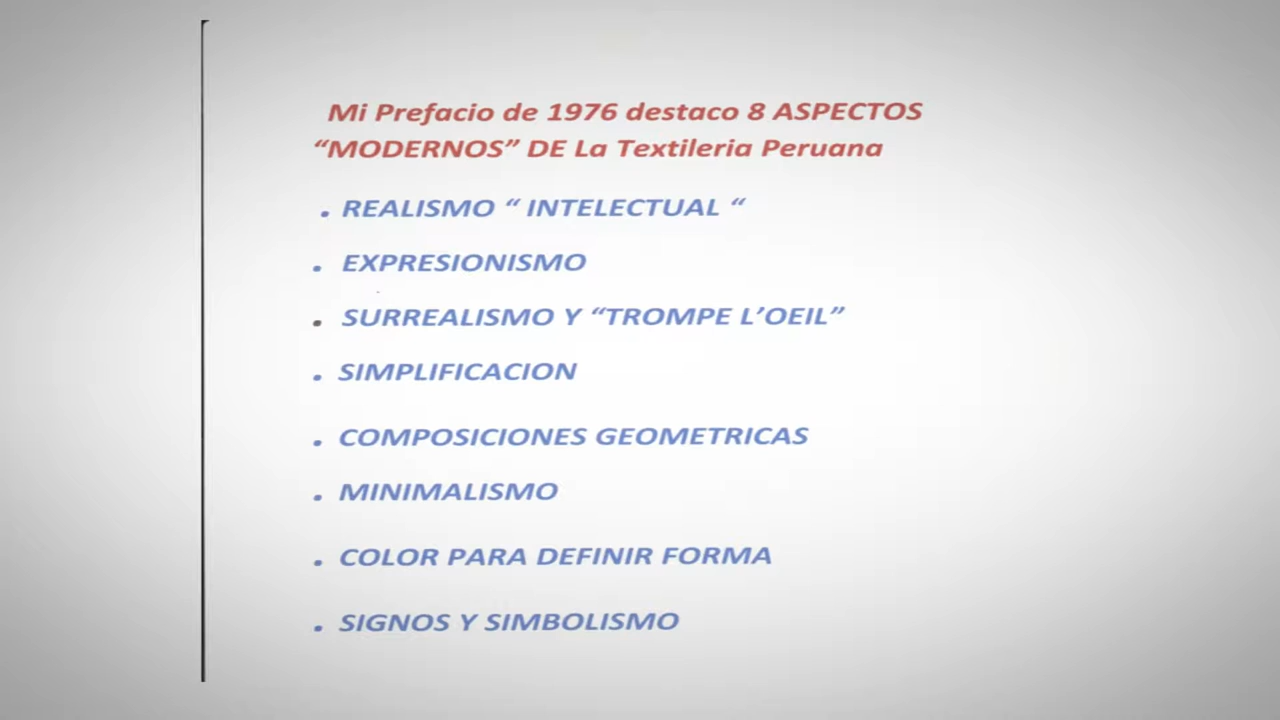 Mi Prefacio de 1976 destaco 8 ASPECTOS
“MODERNOS” DE La Textileria Peruana
. REALISMO “ INTELECTUAL “
. EXPRESIONISMO
. SURREALISMO Y “TROMPE L’OEIL”
. SIMPLIFICACION
. COMPOSICIONES GEOMETRICAS
. MINIMALISMO
. COLOR PARA DEFINIR FORMA
. SIGNOS Y SIMBOLISMO